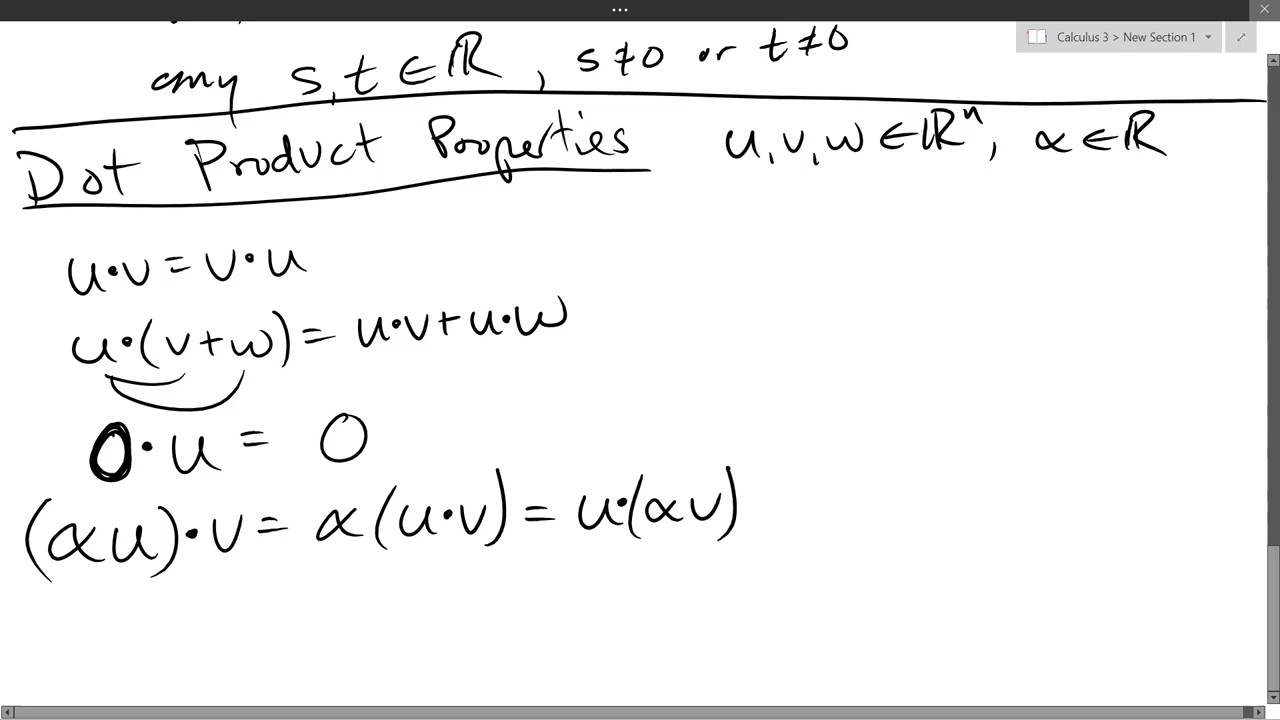 ...
Calculus 3 > New Section 1
any s, t ∈ ℝ, s ≠ 0 or t ≠ 0
Dot Product Properties u, v, w ∈ ℝⁿ, α ∈ ℝ
u·v = v·u
u·(v+w) = u·v + u·w
0·u = 0
(αu)·v = α(u·v) = u·(αv)